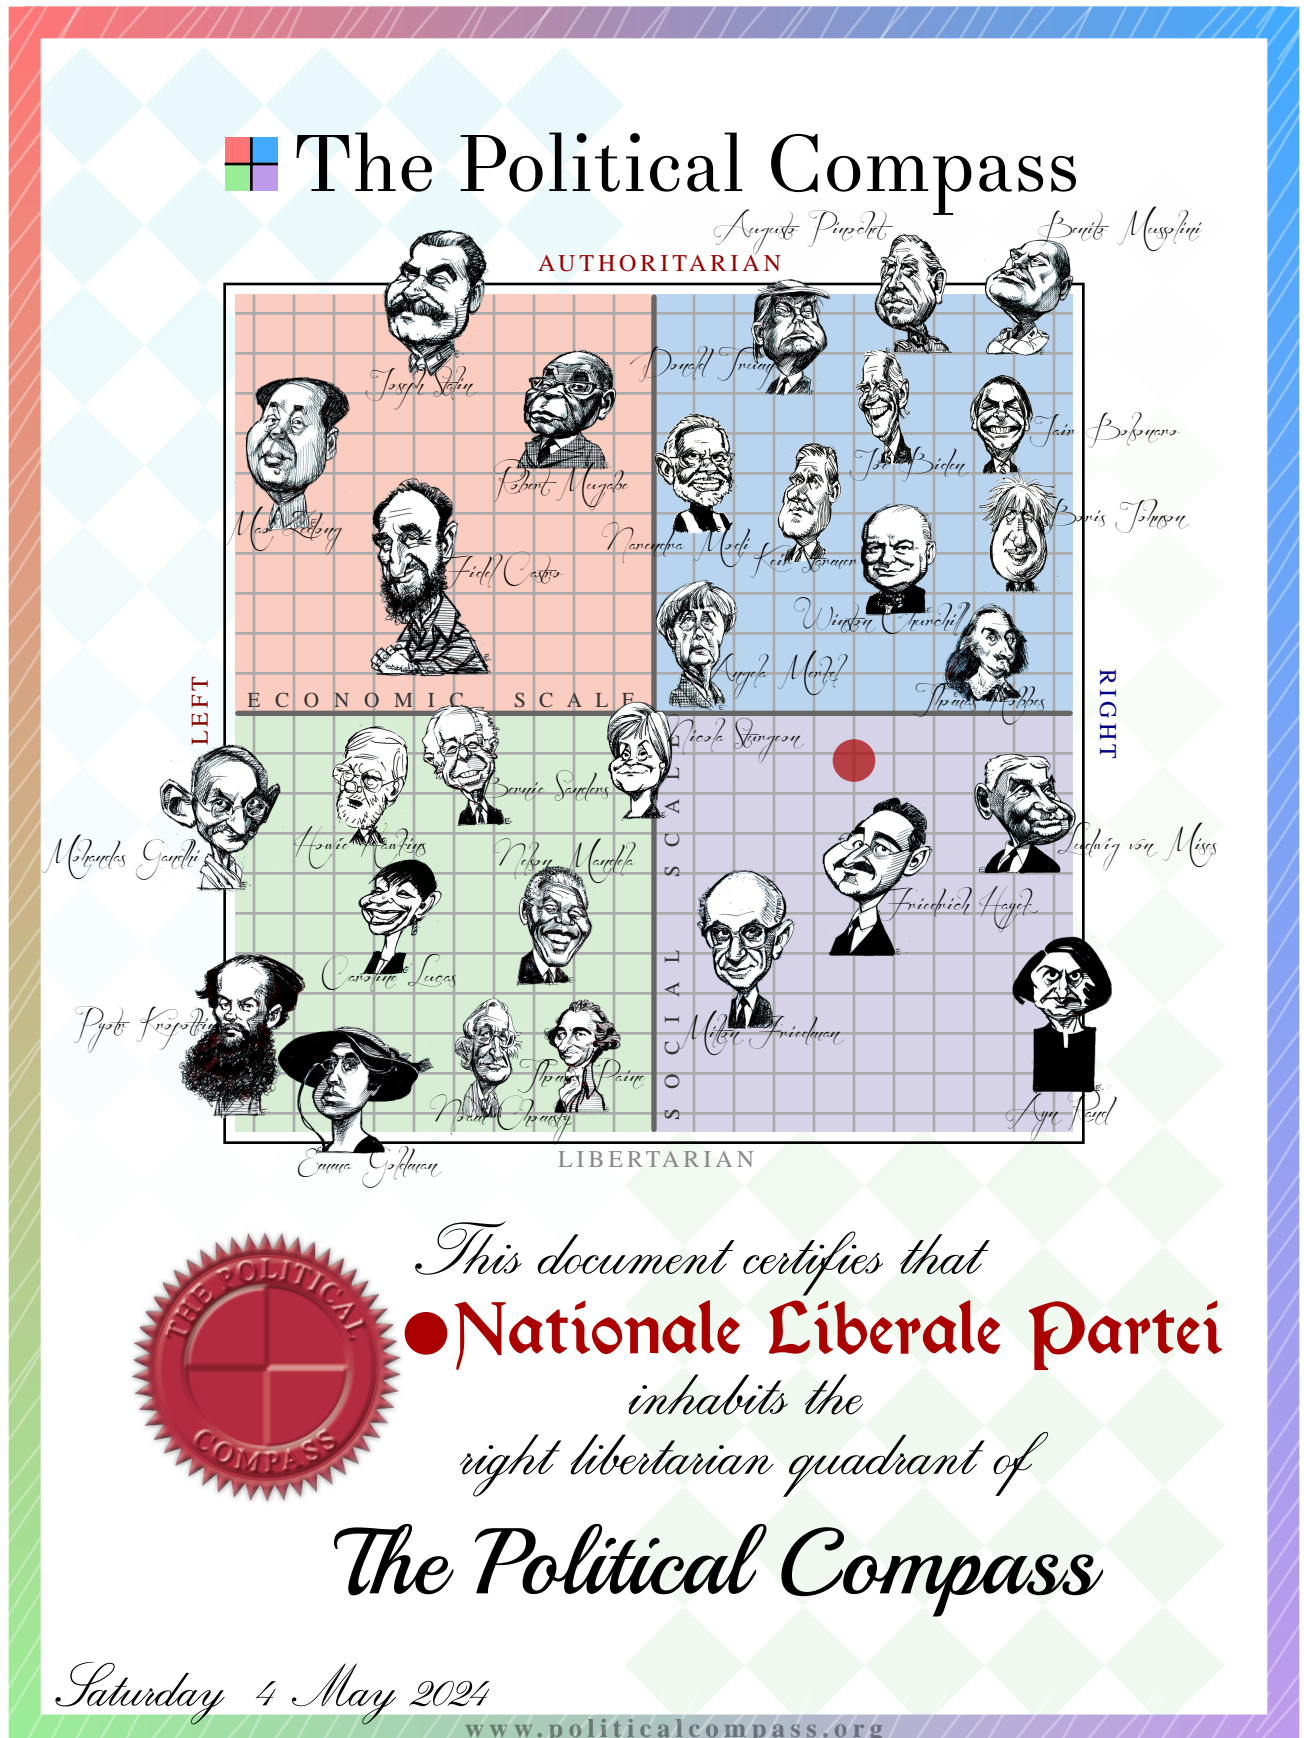 The Political Compass
Augusto Pinochet
Benito Mussolini
AUTHORITARIAN
Donald Trump
Joseph Stalin
Jair Bolsonaro
Joe Biden
Robert Mugabe
Boris Johnson
Mao Zedong
Narendra Modi
Keir Starmer
Fidel Castro
Winston Churchill
Angela Merkel
Thomas Hobbes
LEFT
ECONOMIC SCALE
RIGHT
Nicola Sturgeon
Bernie Sanders
Howie Hawkins
Mohandas Gandhi
Nelson Mandela
Ludwig von Mises
Friedrich Hayek
Caroline Lucas
SOCIAL SCALE
Pyotr Kropotkin
Milton Friedman
Thomas Paine
Noam Chomsky
Ayn Rand
Emma Goldman
LIBERTARIAN
This document certifies that
Nationale Liberale Partei
inhabits the
right libertarian quadrant of
The Political Compass
THE POLITICAL
COMPASS
Saturday 4 May 2024
www.politicalcompass.org